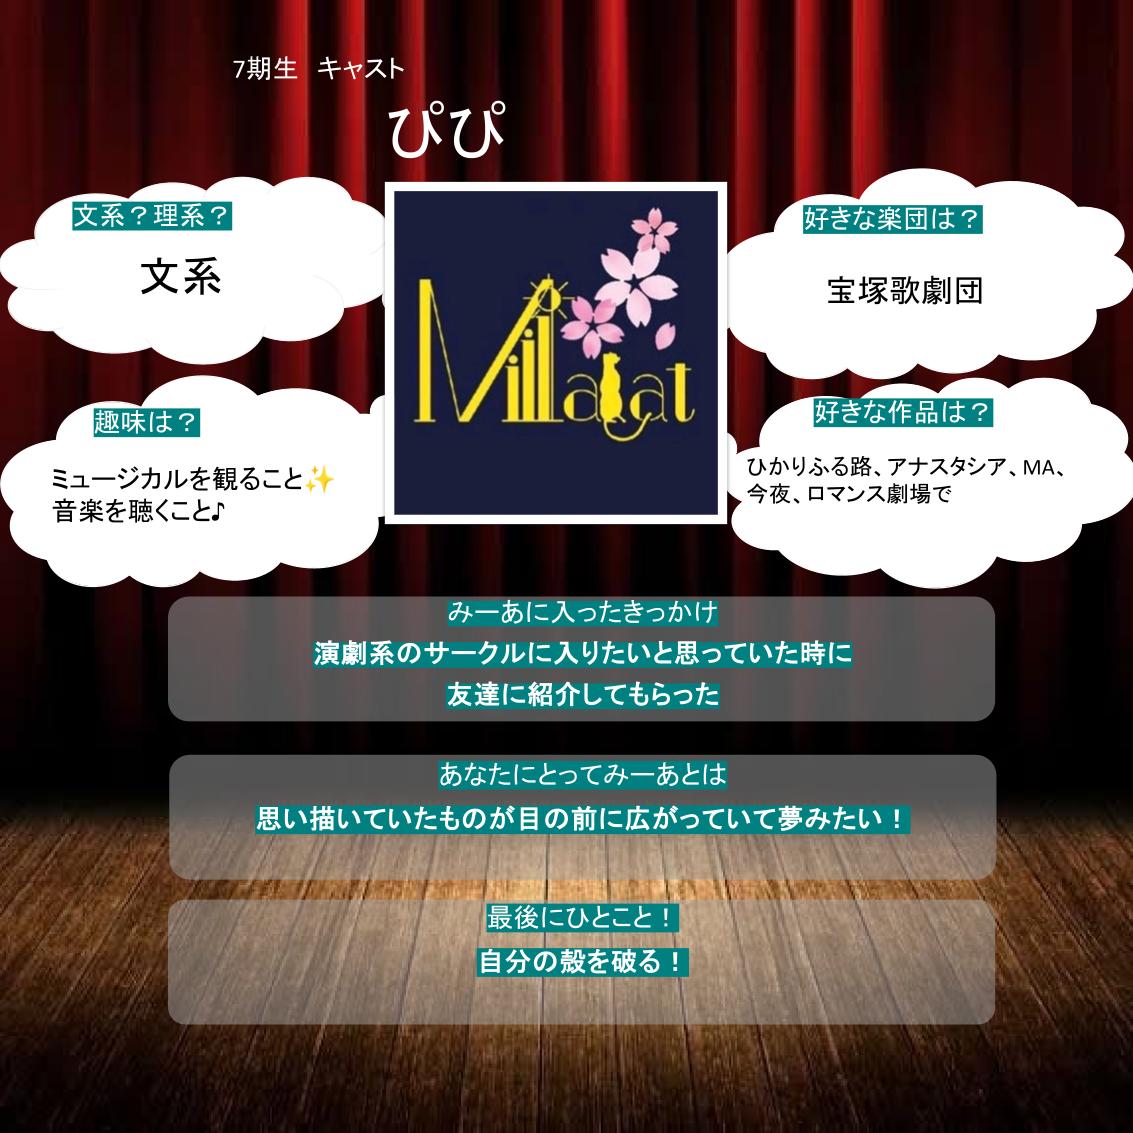 7期生　キャスト
ぴぴ
文系？理系？
文系
好きな楽団は？
宝塚歌劇団
Milla
at
趣味は？
ミュージカルを観ること✨
音楽を聴くこと♪
好きな作品は？
ひかりふる路、アナスタシア、MA、
今夜、ロマンス劇場で
みーあに入ったきっかけ
演劇系のサークルに入りたいと思っていた時に
友達に紹介してもらった
あなたにとってみーあとは
思い描いていたものが目の前に広がっていて夢みたい！
最後にひとこと！
自分の殻を破る！